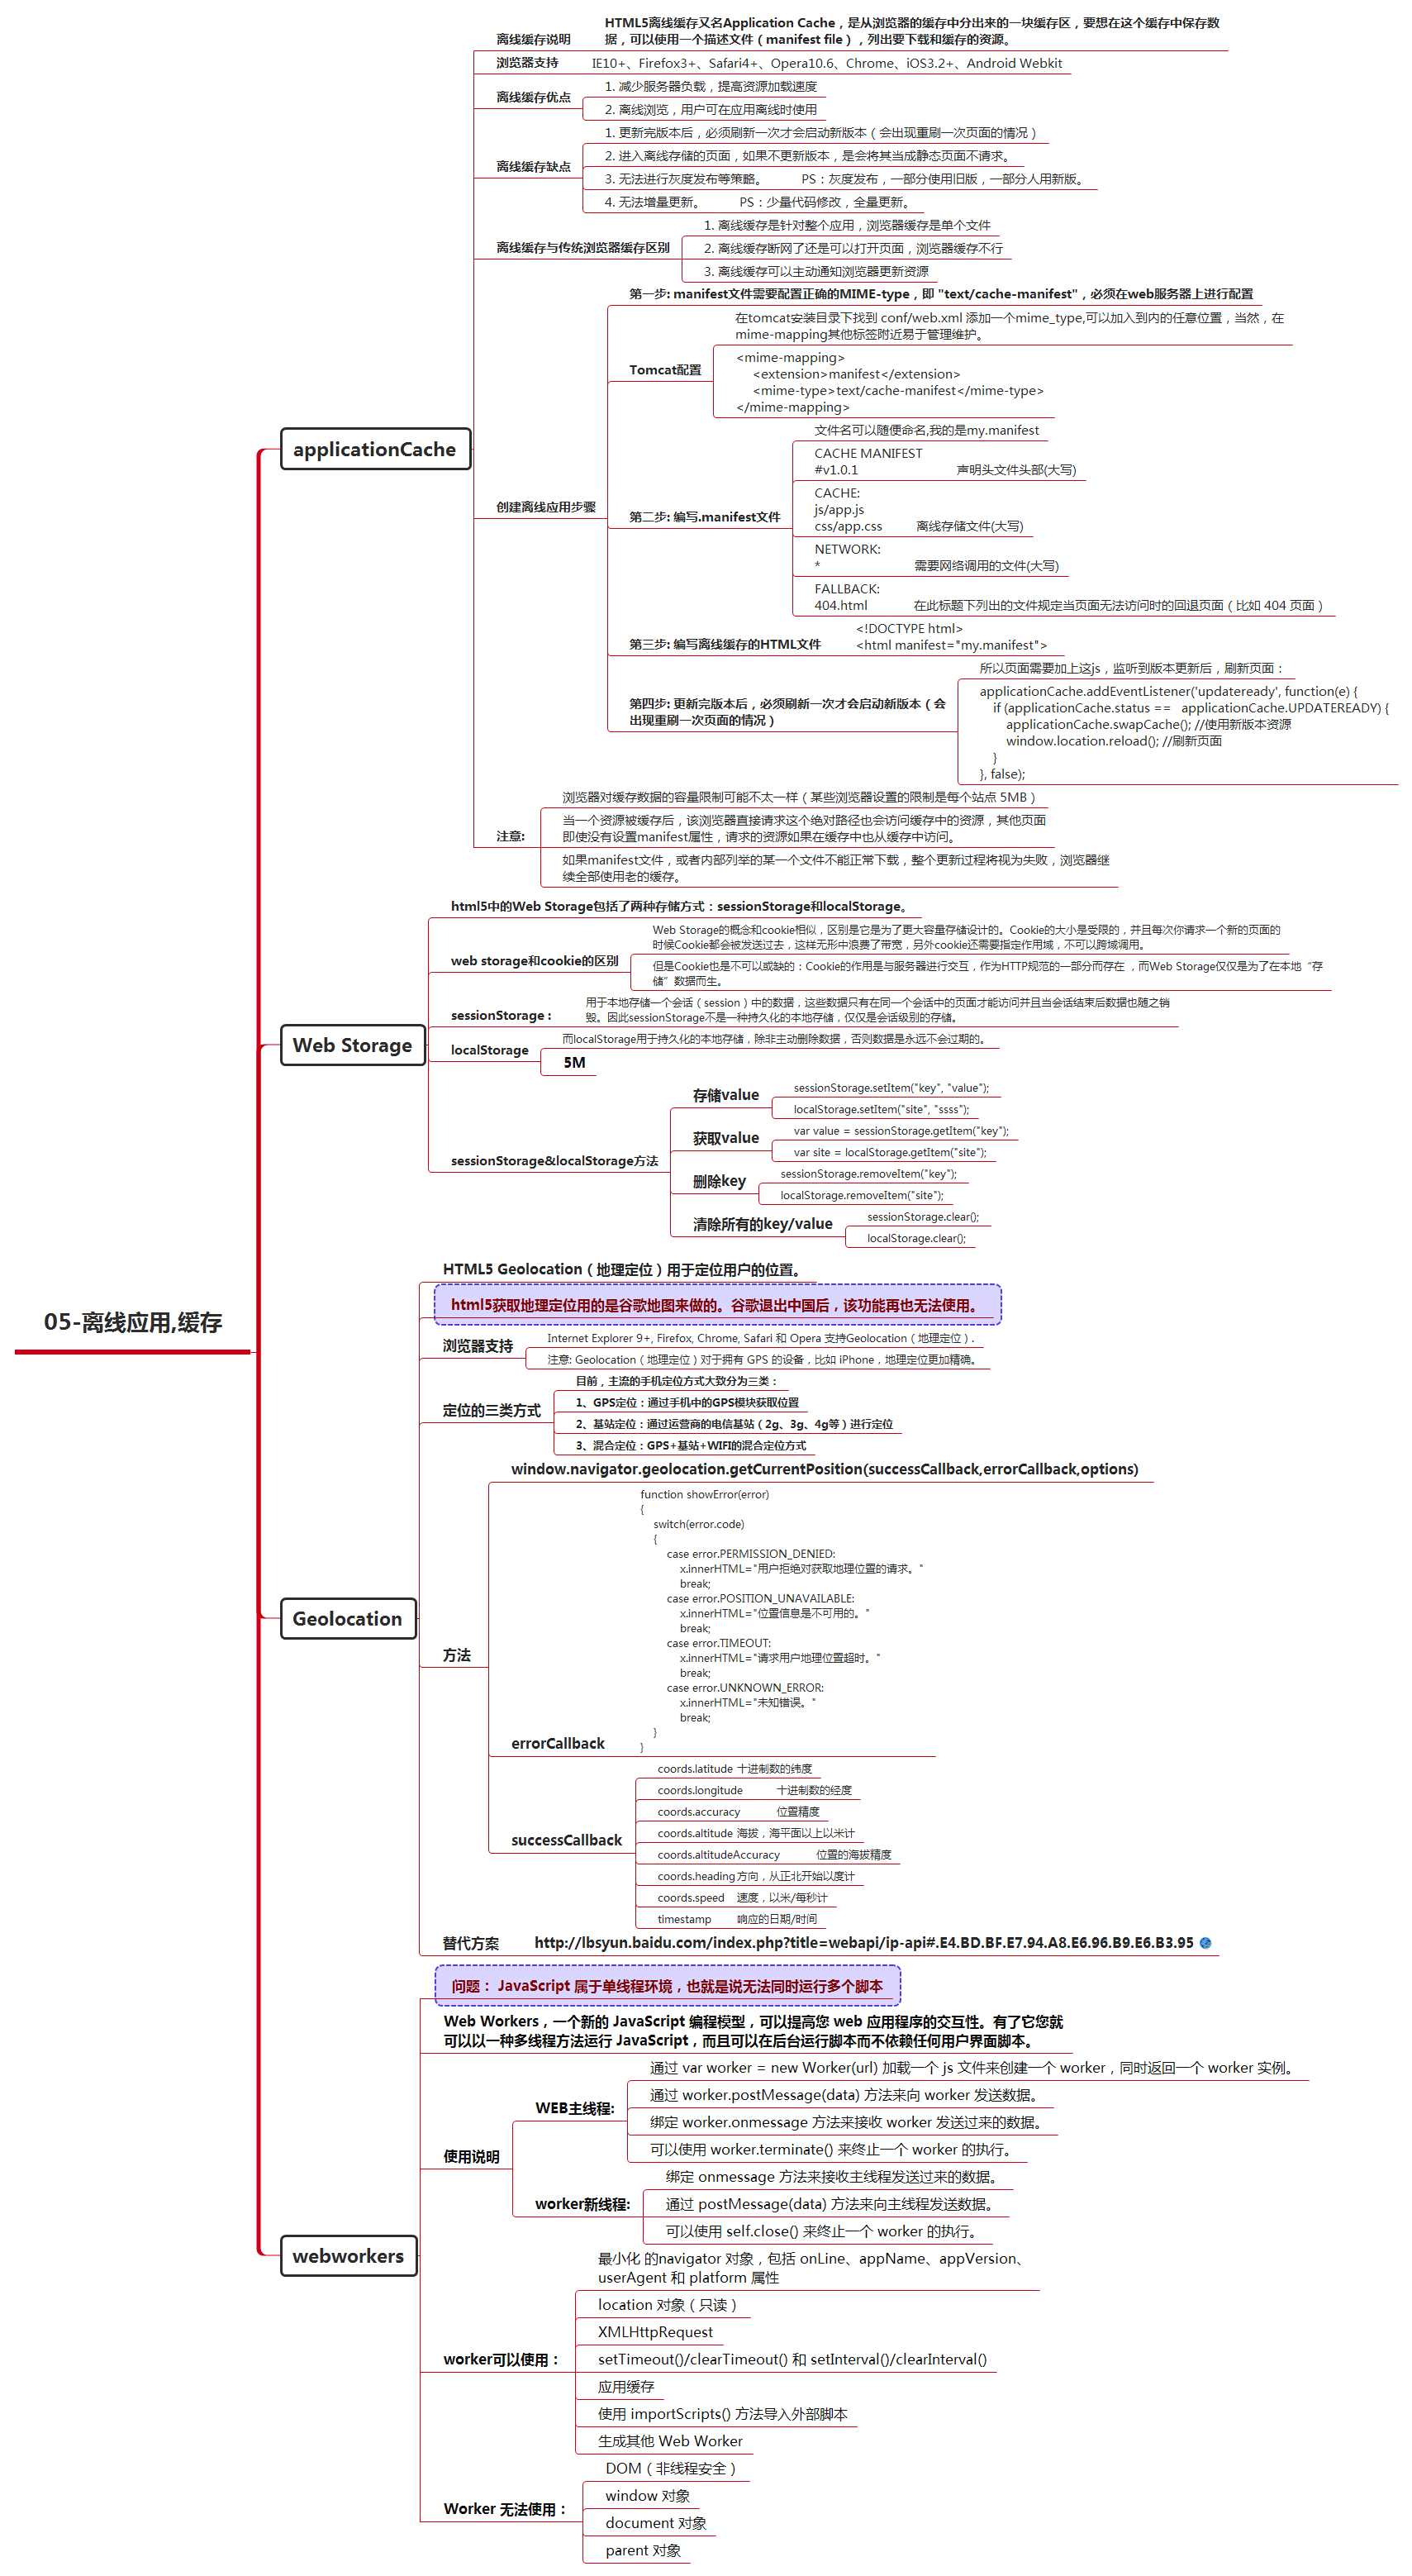 05-离线应用,缓存
applicationCache
离线缓存说明
HTML5离线缓存又名Application Cache，是从浏览器的缓存中分出来的一块缓存区，要想在这个缓存中保存数
据，可以使用一个描述文件（manifest file），列出要下载和缓存的资源。
浏览器支持
IE10+、Firefox3+、Safari4+、Opera10.6、Chrome、iOS3.2+、Android Webkit
离线缓存优点
1. 减少服务器负载，提高资源加载速度
2. 离线浏览，用户可在应用离线时使用
离线缓存缺点
1. 更新完版本后，必须刷新一次才会启动新版本（会出现重刷一次页面的情况）
2. 进入离线存储的页面，如果不更新版本，是会将其当成静态页面不请求。
3. 无法进行灰度发布等策略。 PS：灰度发布，一部分使用旧版，一部分人用新版。
4. 无法增量更新。 PS：少量代码修改，全量更新。
离线缓存与传统浏览器缓存区别
1. 离线缓存是针对整个应用，浏览器缓存是单个文件
2. 离线缓存断网了还是可以打开页面，浏览器缓存不行
3. 离线缓存可以主动通知浏览器更新资源
创建离线应用步骤
第一步: manifest文件需要配置正确的MIME-type，即 "text/cache-manifest"，必须在web服务器上进行配置
Tomcat配置
在tomcat安装目录下找到 conf/web.xml 添加一个mime_type,可以加入到内的任意位置，当然，在
mime-mapping其他标签附近易于管理维护。
<mime-mapping>
<extension>manifest</extension>
<mime-type>text/cache-manifest</mime-type>
</mime-mapping>
第二步: 编写.manifest文件
文件名可以随便命名,我的是my.manifest
CACHE MANIFEST
#v1.0.1 声明头文件头部(大写)
CACHE:
js/app.js
css/app.css 离线存储文件(大写)
NETWORK:
* 需要网络调用的文件(大写)
FALLBACK:
404.html 在此标题下列出的文件规定当页面无法访问时的回退页面（比如 404 页面）
第三步: 编写离线缓存的HTML文件
<!DOCTYPE html>
<html manifest="my.manifest">
第四步: 更新完版本后，必须刷新一次才会启动新版本（会
出现重刷一次页面的情况）
所以页面需要加上这js，监听到版本更新后，刷新页面：
applicationCache.addEventListener('updateready', function(e) {
if (applicationCache.status == applicationCache.UPDATEREADY) {
applicationCache.swapCache(); //使用新版本资源
window.location.reload(); //刷新页面
}
}, false);
注意:
浏览器对缓存数据的容量限制可能不太一样（某些浏览器设置的限制是每个站点 5MB）
当一个资源被缓存后，该浏览器直接请求这个绝对路径也会访问缓存中的资源，其他页面
即使没有设置manifest属性，请求的资源如果在缓存中也从缓存中访问。
如果manifest文件，或者内部列举的某一个文件不能正常下载，整个更新过程将视为失败，浏览器继
续全部使用老的缓存。
Web Storage
html5中的Web Storage包括了两种存储方式：sessionStorage和localStorage。
web storage和cookie的区别
Web Storage的概念和cookie相似，区别是它是为了更大容量存储设计的。Cookie的大小是受限的，并且每次你请求一个新的页面的
时候Cookie都会被发送过去，这样无形中浪费了带宽，另外cookie还需要指定作用域，不可以跨域调用。
但是Cookie也是不可以或缺的：Cookie的作用是与服务器进行交互，作为HTTP规范的一部分而存在 ，而Web Storage仅仅是为了在本地“存
储”数据而生。
sessionStorage :
用于本地存储一个会话（session）中的数据，这些数据只有在同一个会话中的页面才能访问并且当会话结束后数据也随之销
毁。因此sessionStorage不是一种持久化的本地存储，仅仅是会话级别的存储。
localStorage
而localStorage用于持久化的本地存储，除非主动删除数据，否则数据是永远不会过期的。
5M
sessionStorage&localStorage方法
存储value
sessionStorage.setItem("key", "value");
localStorage.setItem("site", "ssss");
获取value
var value = sessionStorage.getItem("key");
var site = localStorage.getItem("site");
删除key
sessionStorage.removeItem("key");
localStorage.removeItem("site");
清除所有的key/value
sessionStorage.clear();
localStorage.clear();
Geolocation
HTML5 Geolocation（地理定位）用于定位用户的位置。
html5获取地理定位用的是谷歌地图来做的。谷歌退出中国后，该功能再也无法使用。
浏览器支持
Internet Explorer 9+, Firefox, Chrome, Safari 和 Opera 支持Geolocation（地理定位）.
注意: Geolocation（地理定位）对于拥有 GPS 的设备，比如 iPhone，地理定位更加精确。
定位的三类方式
目前，主流的手机定位方式大致分为三类：
1、GPS定位：通过手机中的GPS模块获取位置
2、基站定位：通过运营商的电信基站（2g、3g、4g等）进行定位
3、混合定位：GPS+基站+WIFI的混合定位方式
方法
window.navigator.geolocation.getCurrentPosition(successCallback,errorCallback,options)
errorCallback
function showError(error)
{
switch(error.code)
{
case error.PERMISSION_DENIED:
x.innerHTML="用户拒绝对获取地理位置的请求。"
break;
case error.POSITION_UNAVAILABLE:
x.innerHTML="位置信息是不可用的。"
break;
case error.TIMEOUT:
x.innerHTML="请求用户地理位置超时。"
break;
case error.UNKNOWN_ERROR:
x.innerHTML="未知错误。"
break;
}
}
successCallback
coords.latitude 十进制数的纬度
coords.longitude 十进制数的经度
coords.accuracy 位置精度
coords.altitude 海拔，海平面以上以米计
coords.altitudeAccuracy 位置的海拔精度
coords.heading 方向，从正北开始以度计
coords.speed 速度，以米/每秒计
timestamp 响应的日期/时间
替代方案
http://lbsyun.baidu.com/index.php?title=webapi/ip-api#.E4.BD.BF.E7.94.A8.E6.96.B9.E6.B3.95
webworkers
问题： JavaScript 属于单线程环境，也就是说无法同时运行多个脚本
Web Workers，一个新的 JavaScript 编程模型，可以提高您 web 应用程序的交互性。有了它您就
可以以一种多线程方法运行 JavaScript，而且可以在后台运行脚本而不依赖任何用户界面脚本。
使用说明
WEB主线程:
通过 var worker = new Worker(url) 加载一个 js 文件来创建一个 worker，同时返回一个 worker 实例。
通过 worker.postMessage(data) 方法来向 worker 发送数据。
绑定 worker.onmessage 方法来接收 worker 发送过来的数据。
可以使用 worker.terminate() 来终止一个 worker 的执行。
worker新线程:
绑定 onmessage 方法来接收主线程发送过来的数据。
通过 postMessage(data) 方法来向主线程发送数据。
可以使用 self.close() 来终止一个 worker 的执行。
worker可以使用：
最小化 的navigator 对象，包括 onLine、appName、appVersion、
userAgent 和 platform 属性
location 对象（只读）
XMLHttpRequest
setTimeout()/clearTimeout() 和 setInterval()/clearInterval()
应用缓存
使用 importScripts() 方法导入外部脚本
生成其他 Web Worker
Worker 无法使用：
DOM（非线程安全）
window 对象
document 对象
parent 对象